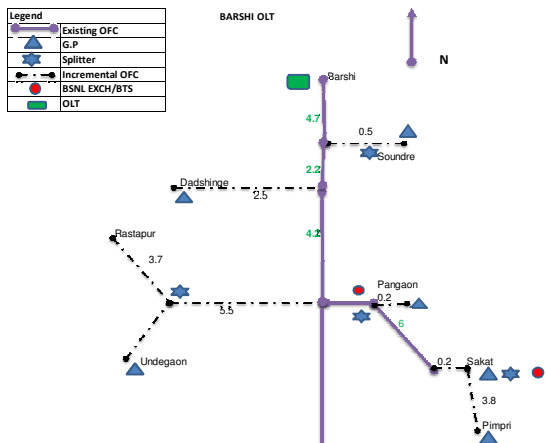 Legend
Existing OFC
G.P
Splitter
Incremental OFC
BSNL EXCH/BTS
OLT
BARSHI OLT
N
Barshi
4.7
0.5
Soundre
2.2
Dadshinge
2.5
4.2
Rastapur
3.7
5.5
Undegaon
Pangaon
0.2
6
0.2
Sakat
3.8
Pimpri